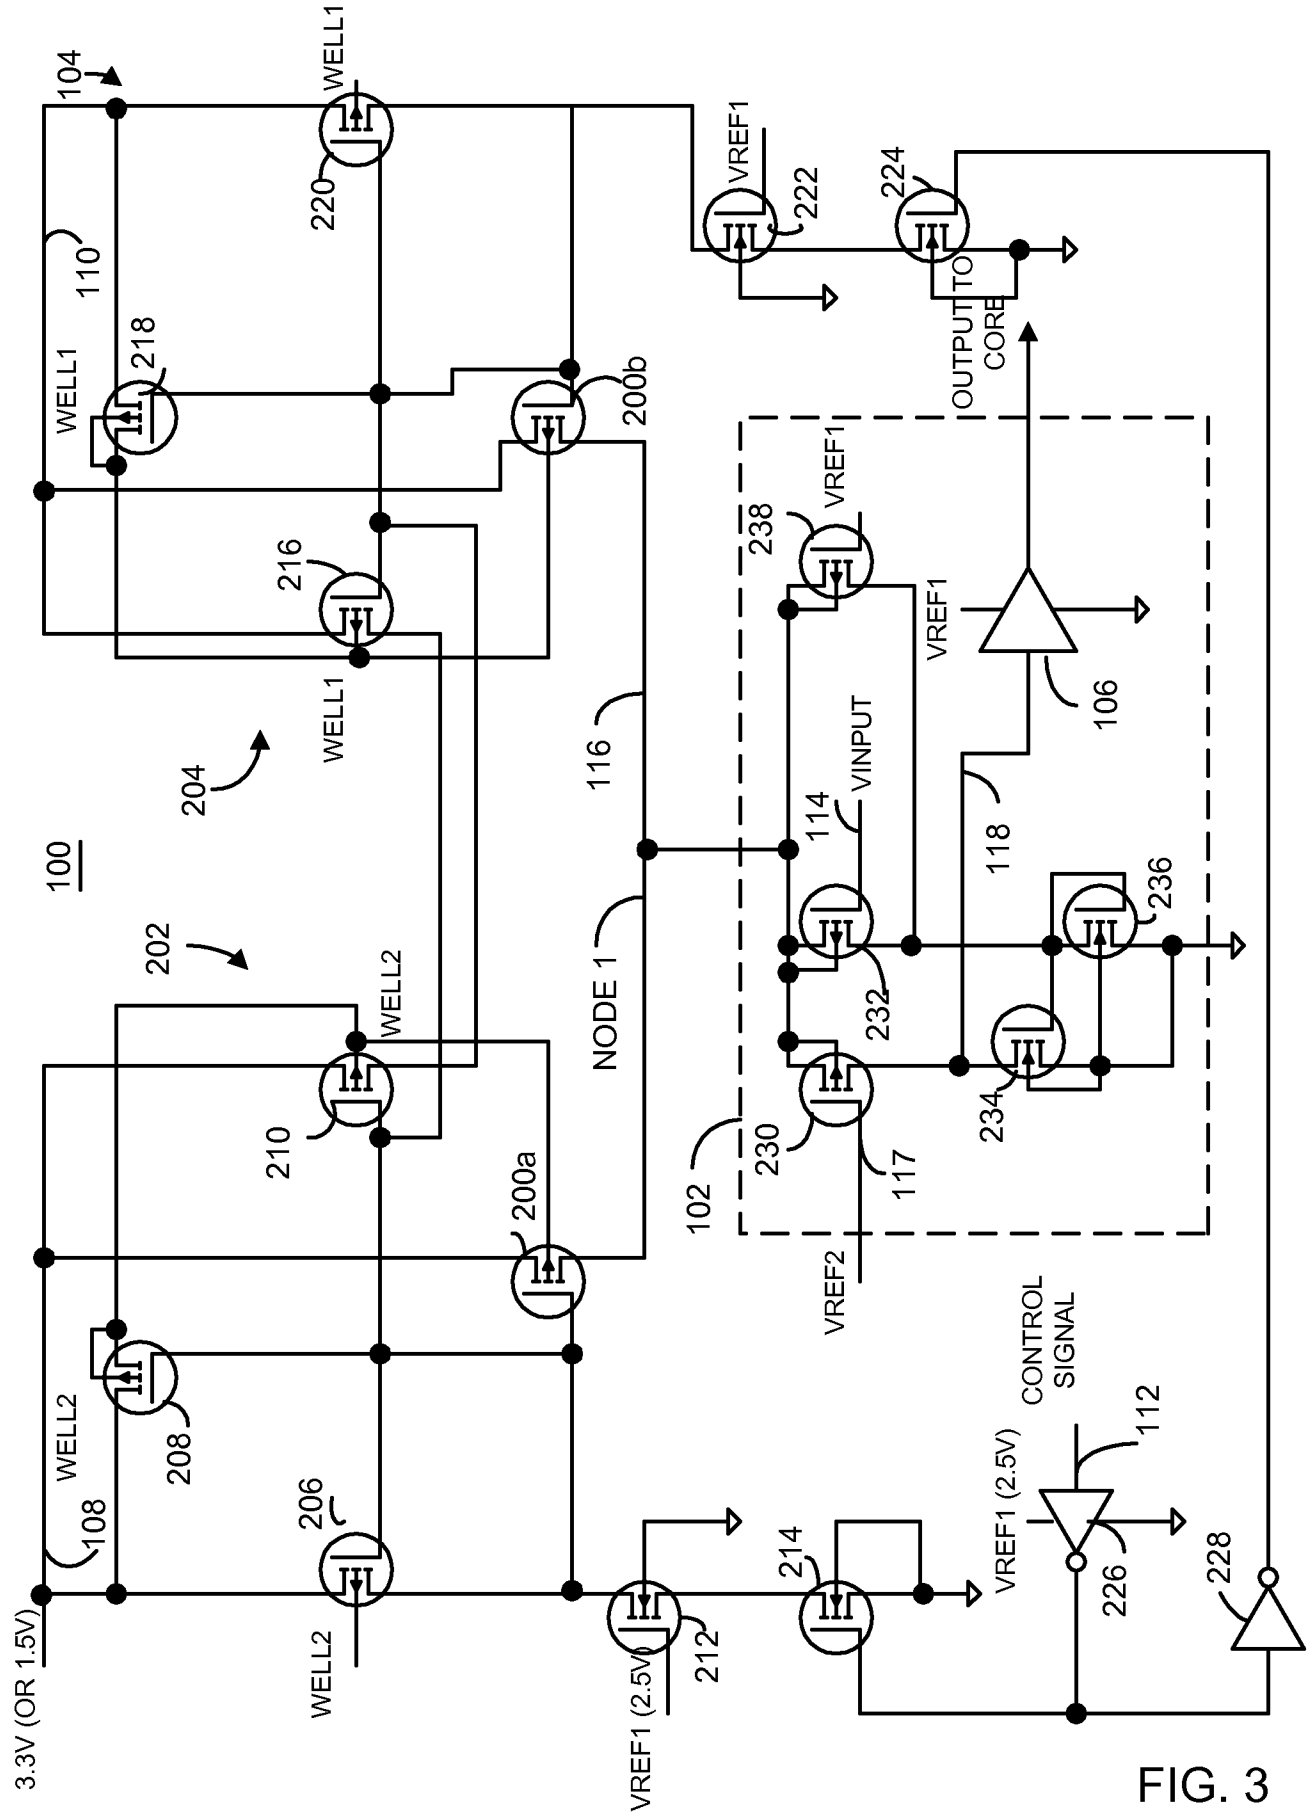 100
3.3V (OR 1.5V)
108
WELL2
208
202
204
WELL1
218
110
104
WELL2
206
210
WELL2
WELL1
216
220
WELL1
200a
NODE 1
116
200b
VREF1 (2.5V)
212
214
102
VREF2
117
230
232
114
VINPUT
238
VREF1
VREF1
222
224
234
236
118
106
VREF1
OUTPUT TO
CORE
CONTROL
SIGNAL
VREF1 (2.5V)
112
226
228
FIG. 3